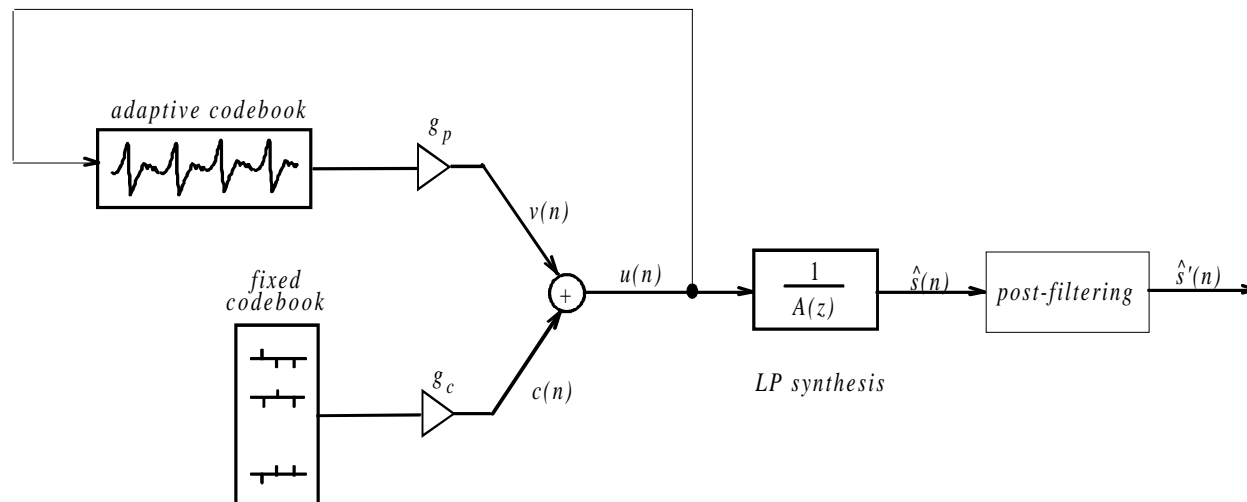 adaptive codebook
g_p
v(n)
fixed
codebook
g_c
c(n)
+
u(n)
1
A(z)
LP synthesis
ŝ(n)
post-filtering
ŝ'(n)